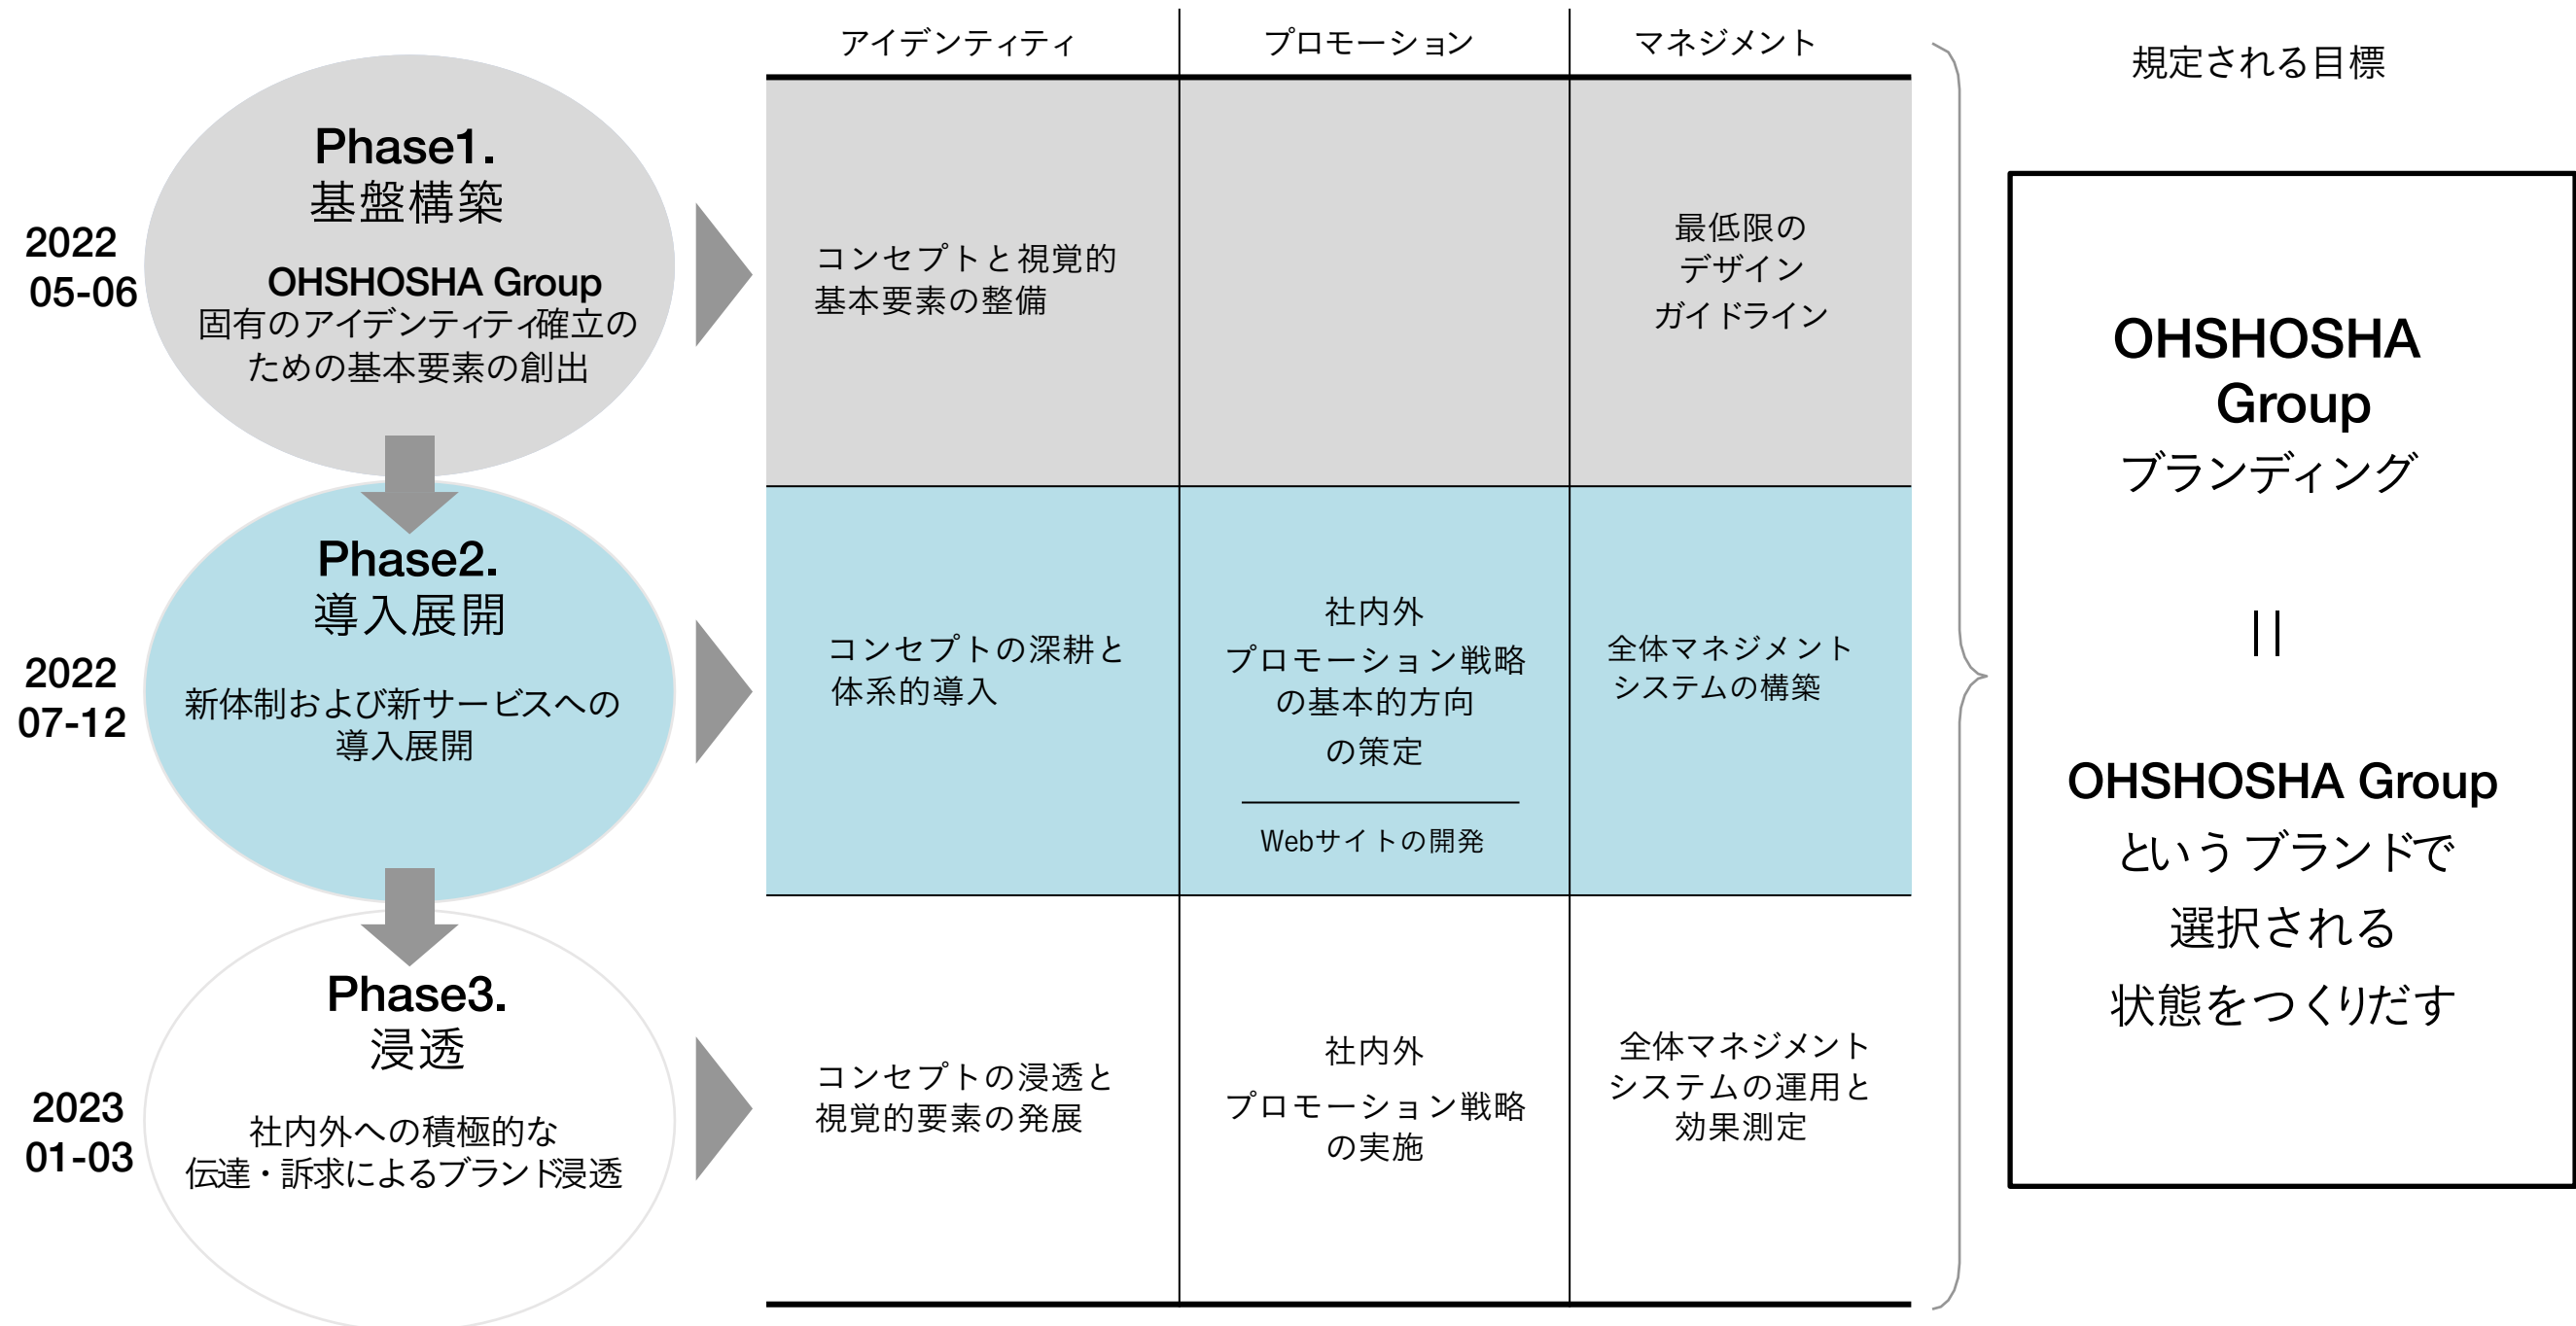 アイデンティティ
プロモーション
マネジメント
規定される目標
2022
05-06
Phase1.
基盤構築
OHSHOSHA Group
固有のアイデンティティ確立の
ための基本要素の創出
コンセプトと視覚的
基本要素の整備
最低限の
デザイン
ガイドライン
2022
07-12
Phase2.
導入展開
新体制および新サービスへの
導入展開
コンセプトの深耕と
体系的導入
社内外
プロモーション戦略
の基本的方向
の策定
Webサイトの開発
全体マネジメント
システムの構築
2023
01-03
Phase3.
浸透
社内外への積極的な
伝達・訴求によるブランド浸透
コンセプトの浸透と
視覚的要素の発展
社内外
プロモーション戦略
の実施
全体マネジメント
システムの運用と
効果測定
OHSHOSHA
Group
ブランディング
||
OHSHOSHA Group
というブランドで
選択される
状態をつくりだす